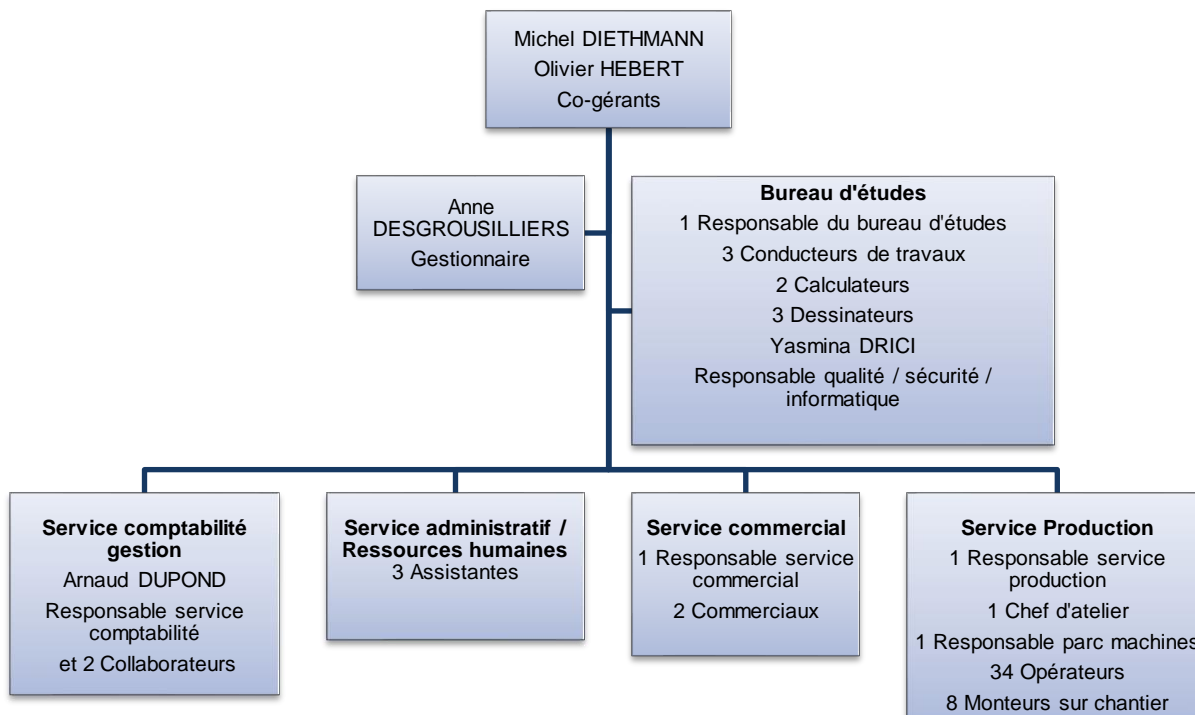 Michel DIETHMANN
Olivier HEBERT
Co-gérants
Anne
DESGROUSILLIERS
Gestionnaire
Bureau d'études
1 Responsable du bureau d'études
3 Conducteurs de travaux
2 Calculateurs
3 Dessinateurs
Yasmina DRICI
Responsable qualité / sécurité /
informatique
Service comptabilité
gestion
Arnaud DUPOND
Responsable service
comptabilité
et 2 Collaborateurs
Service administratif /
Ressources humaines
3 Assistantes
Service commercial
1 Responsable service
commercial
2 Commerciaux
Service Production
1 Responsable service
production
1 Chef d'atelier
1 Responsable parc machines
34 Opérateurs
8 Monteurs sur chantier